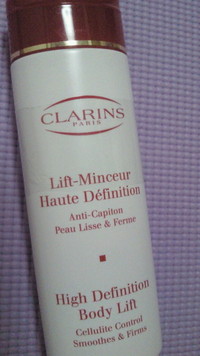 CLARINS
PARIS
Lift-Minceur
Haute Définition
Anti-Capiton
Peau Lisse & Ferme
High Definition
Body Lift
Cellulite Control
Smoothes & Firms